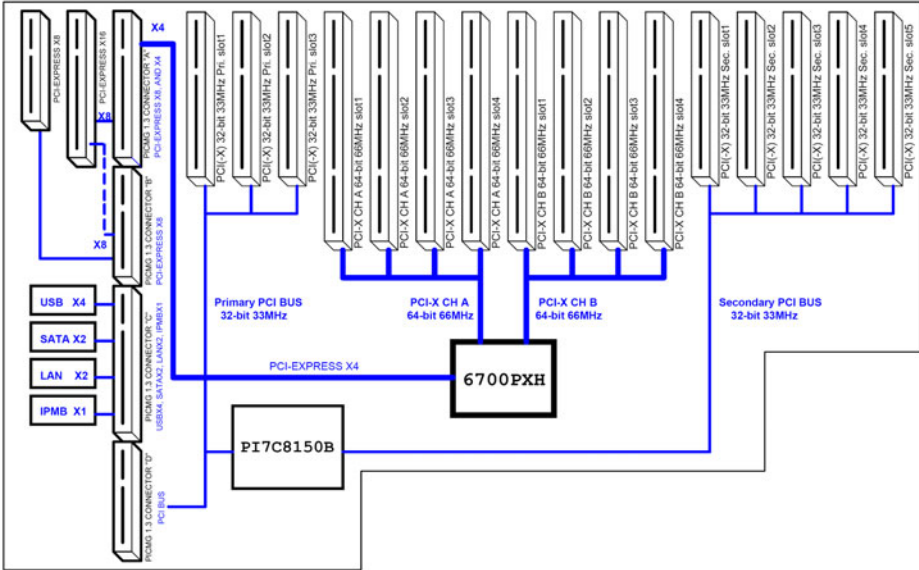 PCI-EXPRESS X8
PCI-EXPRESS X16
X4
X8
X8
PICMG 1.3 CONNECTOR "A"
PCI-EXPRESS X8, AND X4
PICMG 1.3 CONNECTOR "B"
PCI-EXPRESS X8
USB X4
SATA X2
LAN X2
IPMB X1
PICMG 1.3 CONNECTOR "C"
USBX4, SATAX2, LANX2, IPMBX1
PICMG 1.3 CONNECTOR "D"
PCI BUS
PCI(-X) 32-bit 33MHz Pri. slot1
PCI(-X) 32-bit 33MHz Pri. slot2
PCI(-X) 32-bit 33MHz Pri. slot3
PCI-X CH A 64-bit 66MHz slot1
PCI-X CH A 64-bit 66MHz slot2
PCI-X CH A 64-bit 66MHz slot3
PCI-X CH A 64-bit 66MHz slot4
PCI-X CH B 64-bit 66MHz slot1
PCI-X CH B 64-bit 66MHz slot2
PCI-X CH B 64-bit 66MHz slot3
PCI-X CH B 64-bit 66MHz slot4
PCI(-X) 32-bit 33MHz Sec. slot1
PCI(-X) 32-bit 33MHz Sec. slot2
PCI(-X) 32-bit 33MHz Sec. slot3
PCI(-X) 32-bit 33MHz Sec. slot4
PCI(-X) 32-bit 33MHz Sec. slot5
Primary PCI BUS
32-bit 33MHz
PCI-X CH A
64-bit 66MHz
PCI-X CH B
64-bit 66MHz
Secondary PCI BUS
32-bit 33MHz
PCI-EXPRESS X4
6700PXH
PI7C8150B